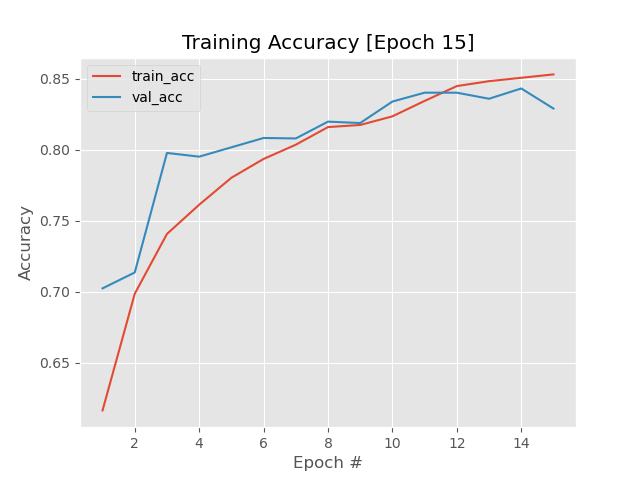 Training Accuracy [Epoch 15]
train_acc
val_acc
0.85
0.80
0.75
0.70
0.65
Accuracy
2 4 6 8 10 12 14
Epoch #